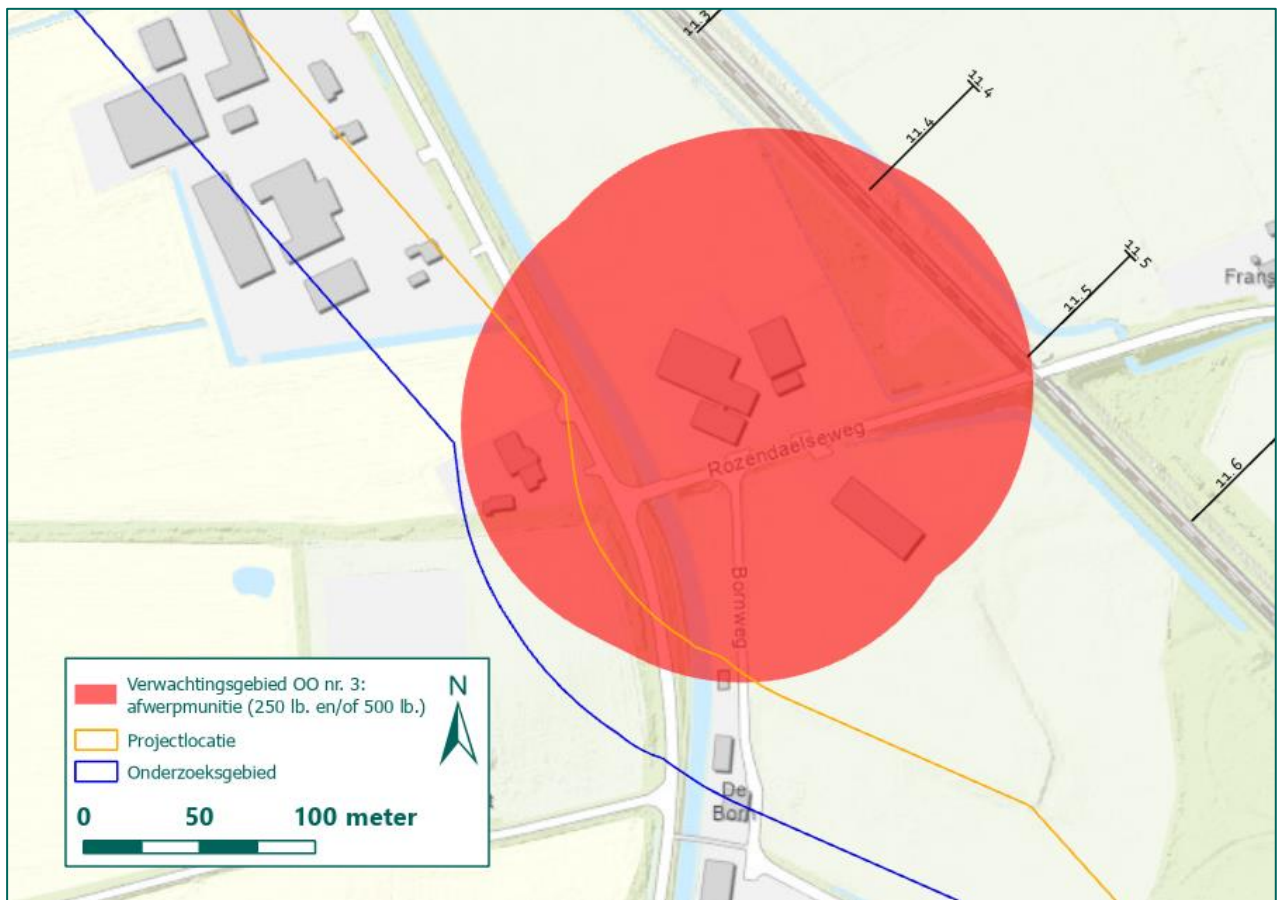 11.3
11.4
11.4
11.5
11.5
Frans
Rozendaelseweg
11.6
Bornweg
De
Born
Verwachtingsgebied OO nr. 3:
afwerpmunitie (250 lb. en/of 500 lb.)
N
Projectlocatie
Onderzoeksgebied
0 50 100 meter